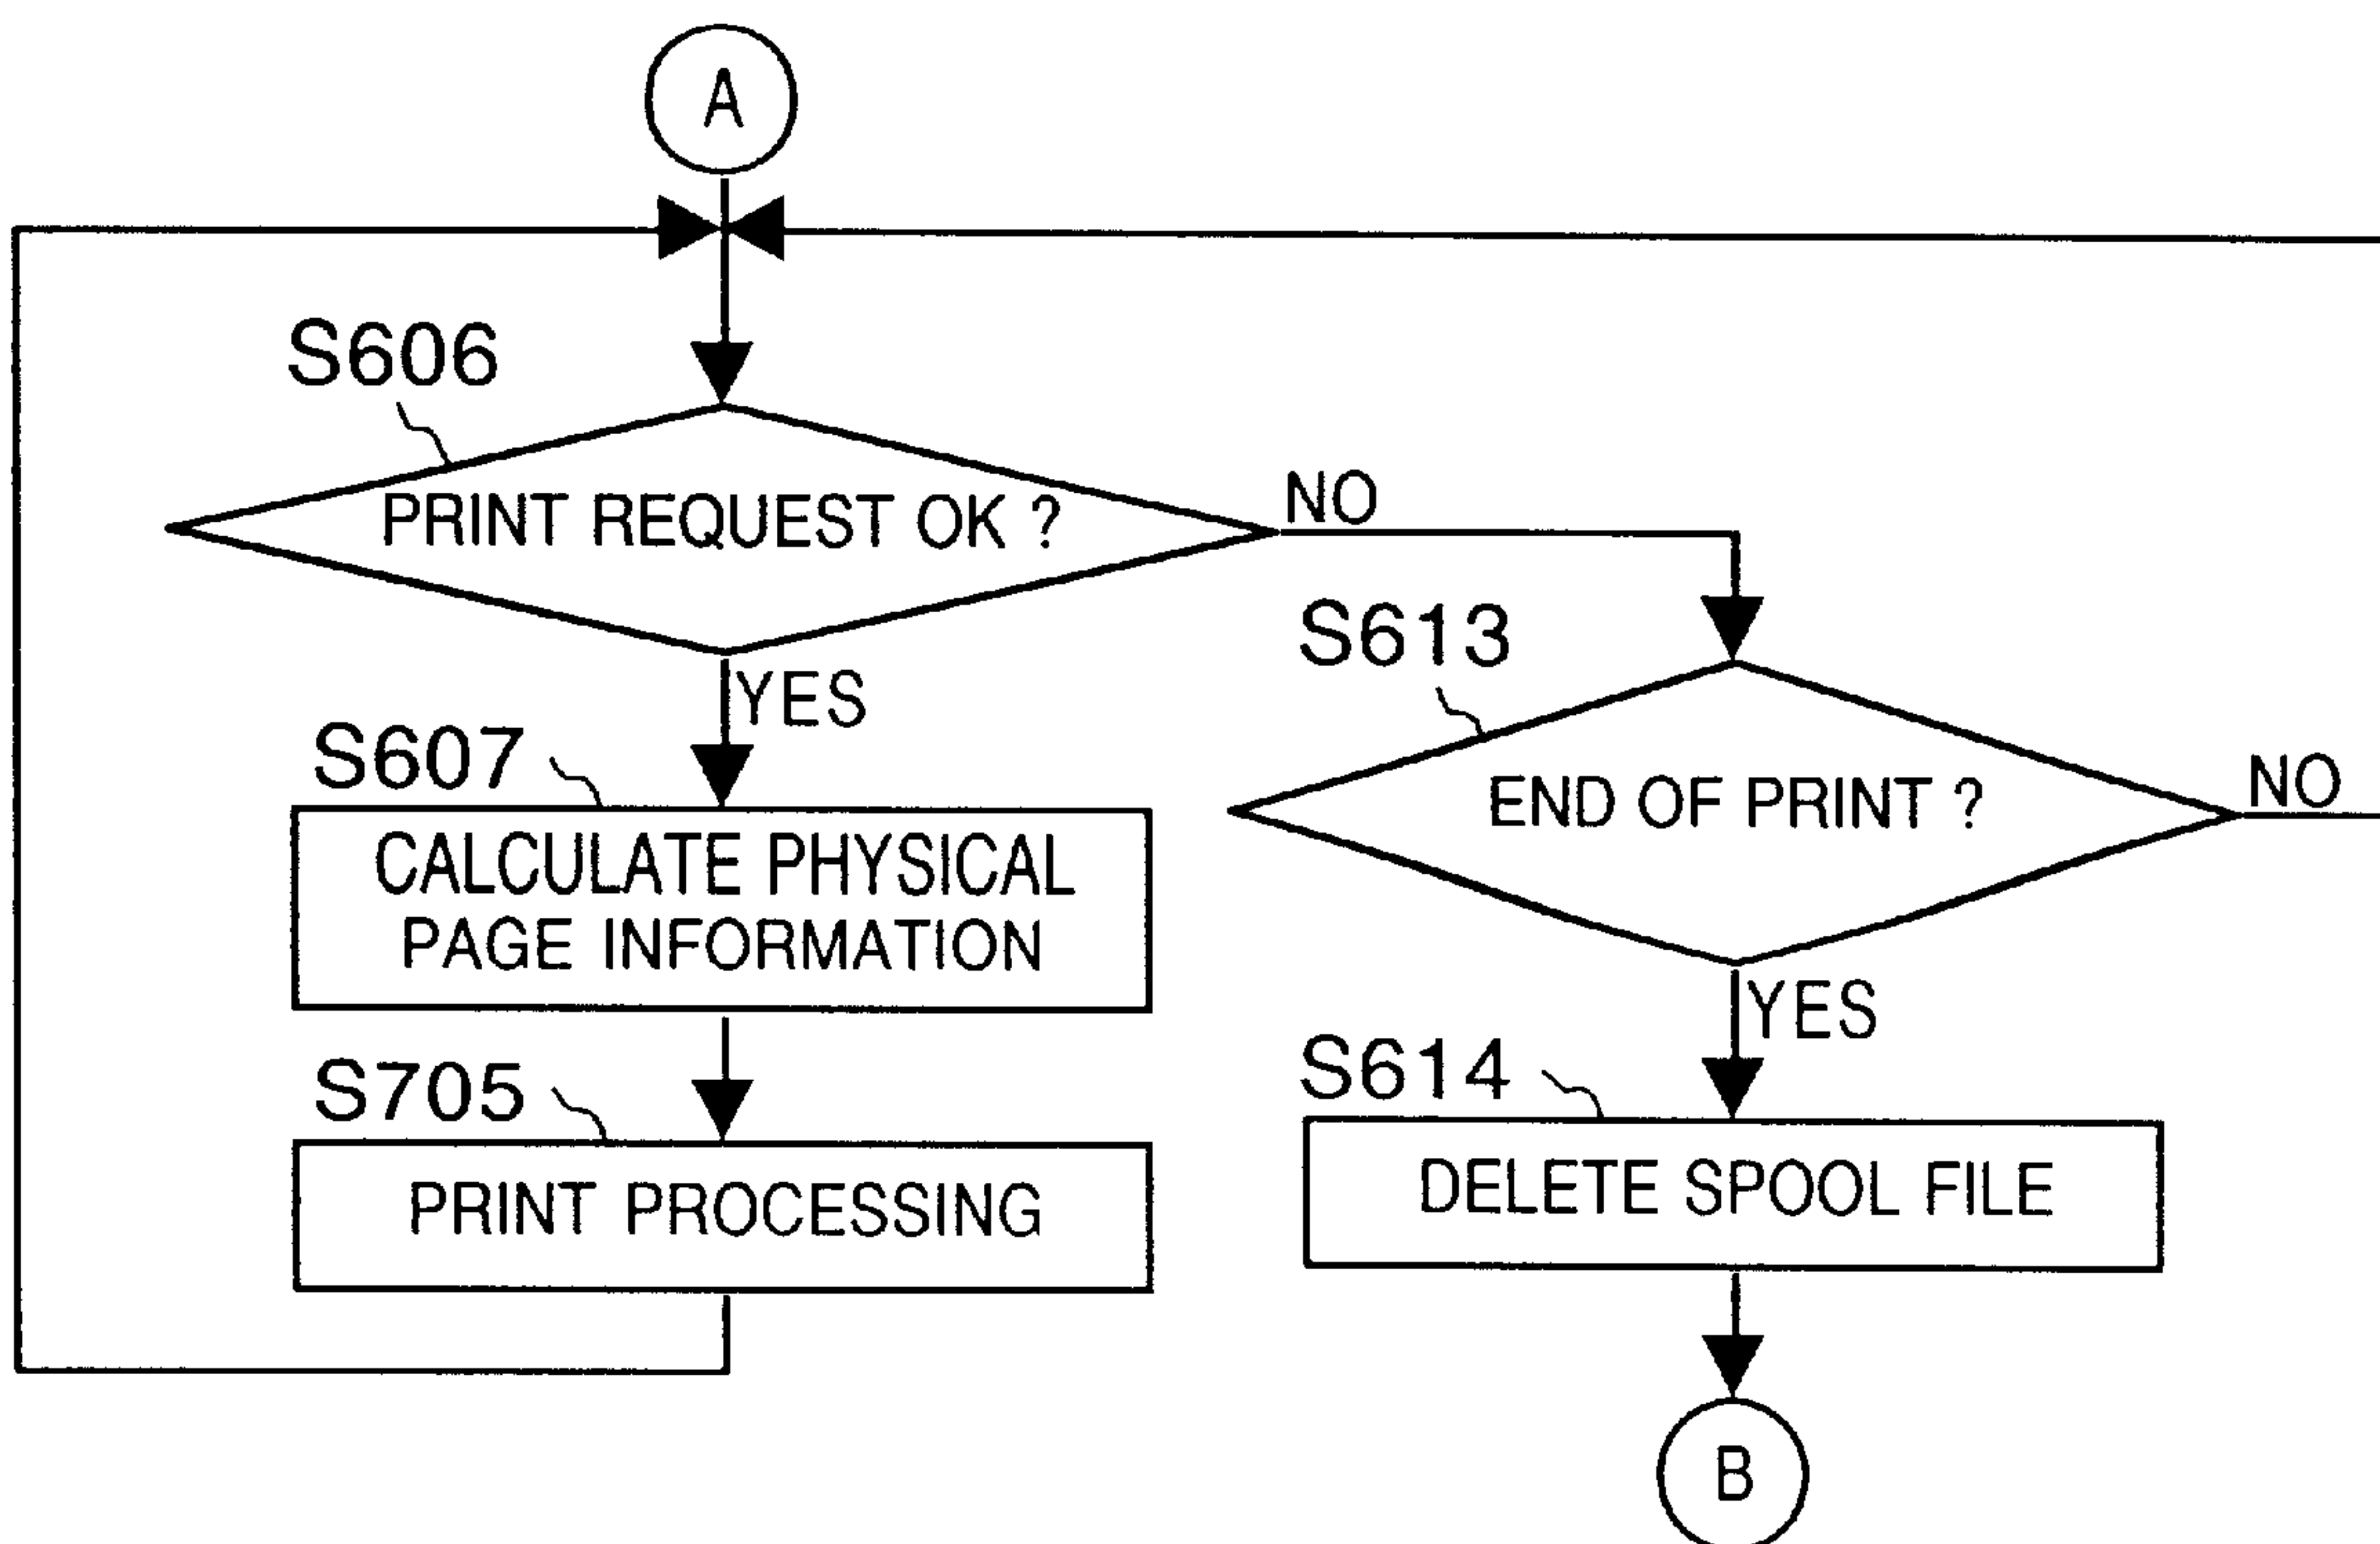 A
S606
PRINT REQUEST OK ?
NO
YES
S613
END OF PRINT ?
NO
YES
S607
CALCULATE PHYSICAL
PAGE INFORMATION
S705
PRINT PROCESSING
S614
DELETE SPOOL FILE
B